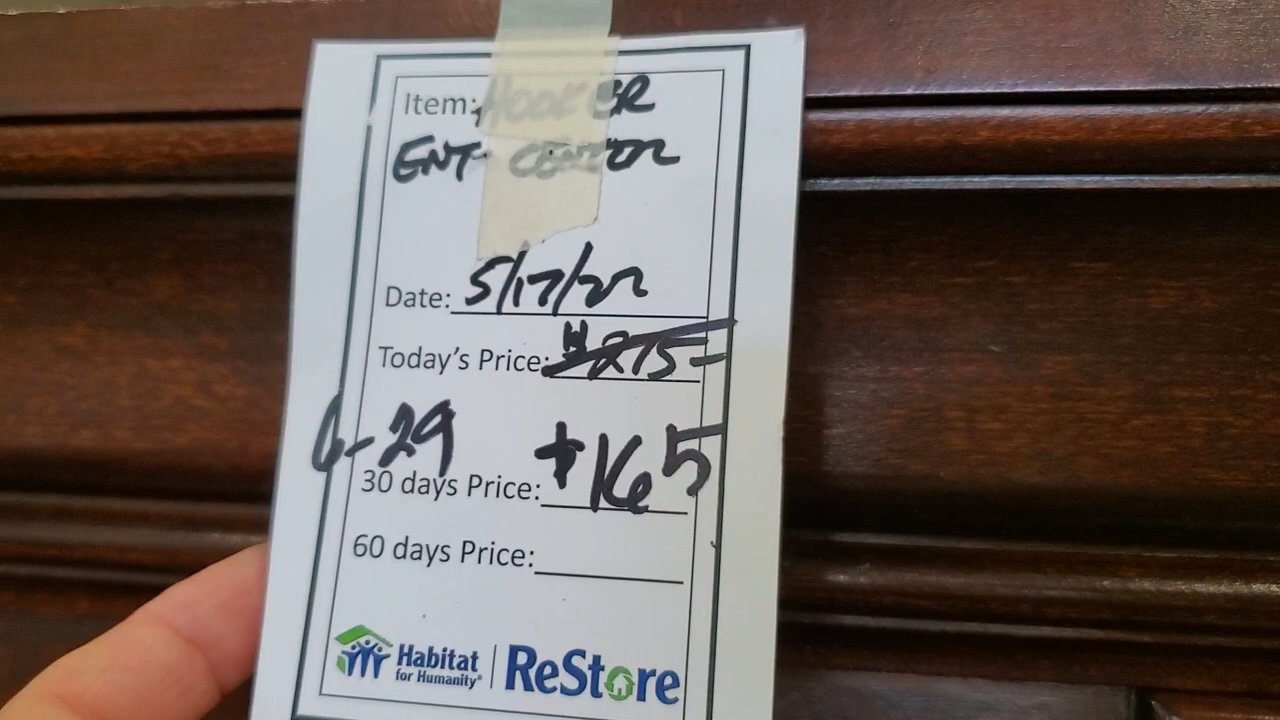 Item: HOOKER
ENT. CENTER
Date: 5/17/22
Today's Price: $275
6-29
30 days Price: $165
60 days Price:
Habitat for Humanity® | ReStore